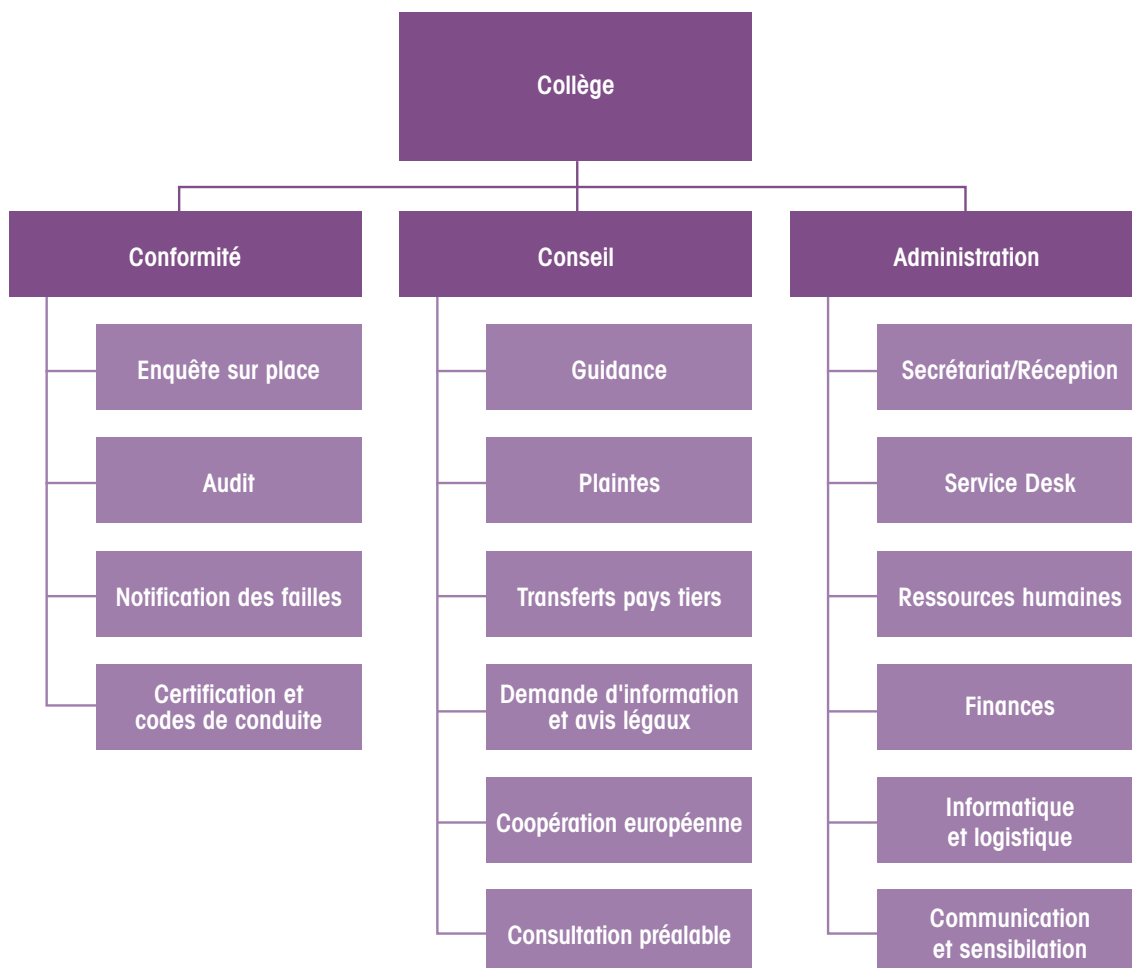 Collège
Conformité
Enquête sur place
Audit
Notification des failles
Certification et
codes de conduite
Conseil
Guidance
Plaintes
Transferts pays tiers
Demande d'information
et avis légaux
Coopération européenne
Consultation préalable
Administration
Secrétariat/Réception
Service Desk
Ressources humaines
Finances
Informatique
et logistique
Communication
et sensibilation